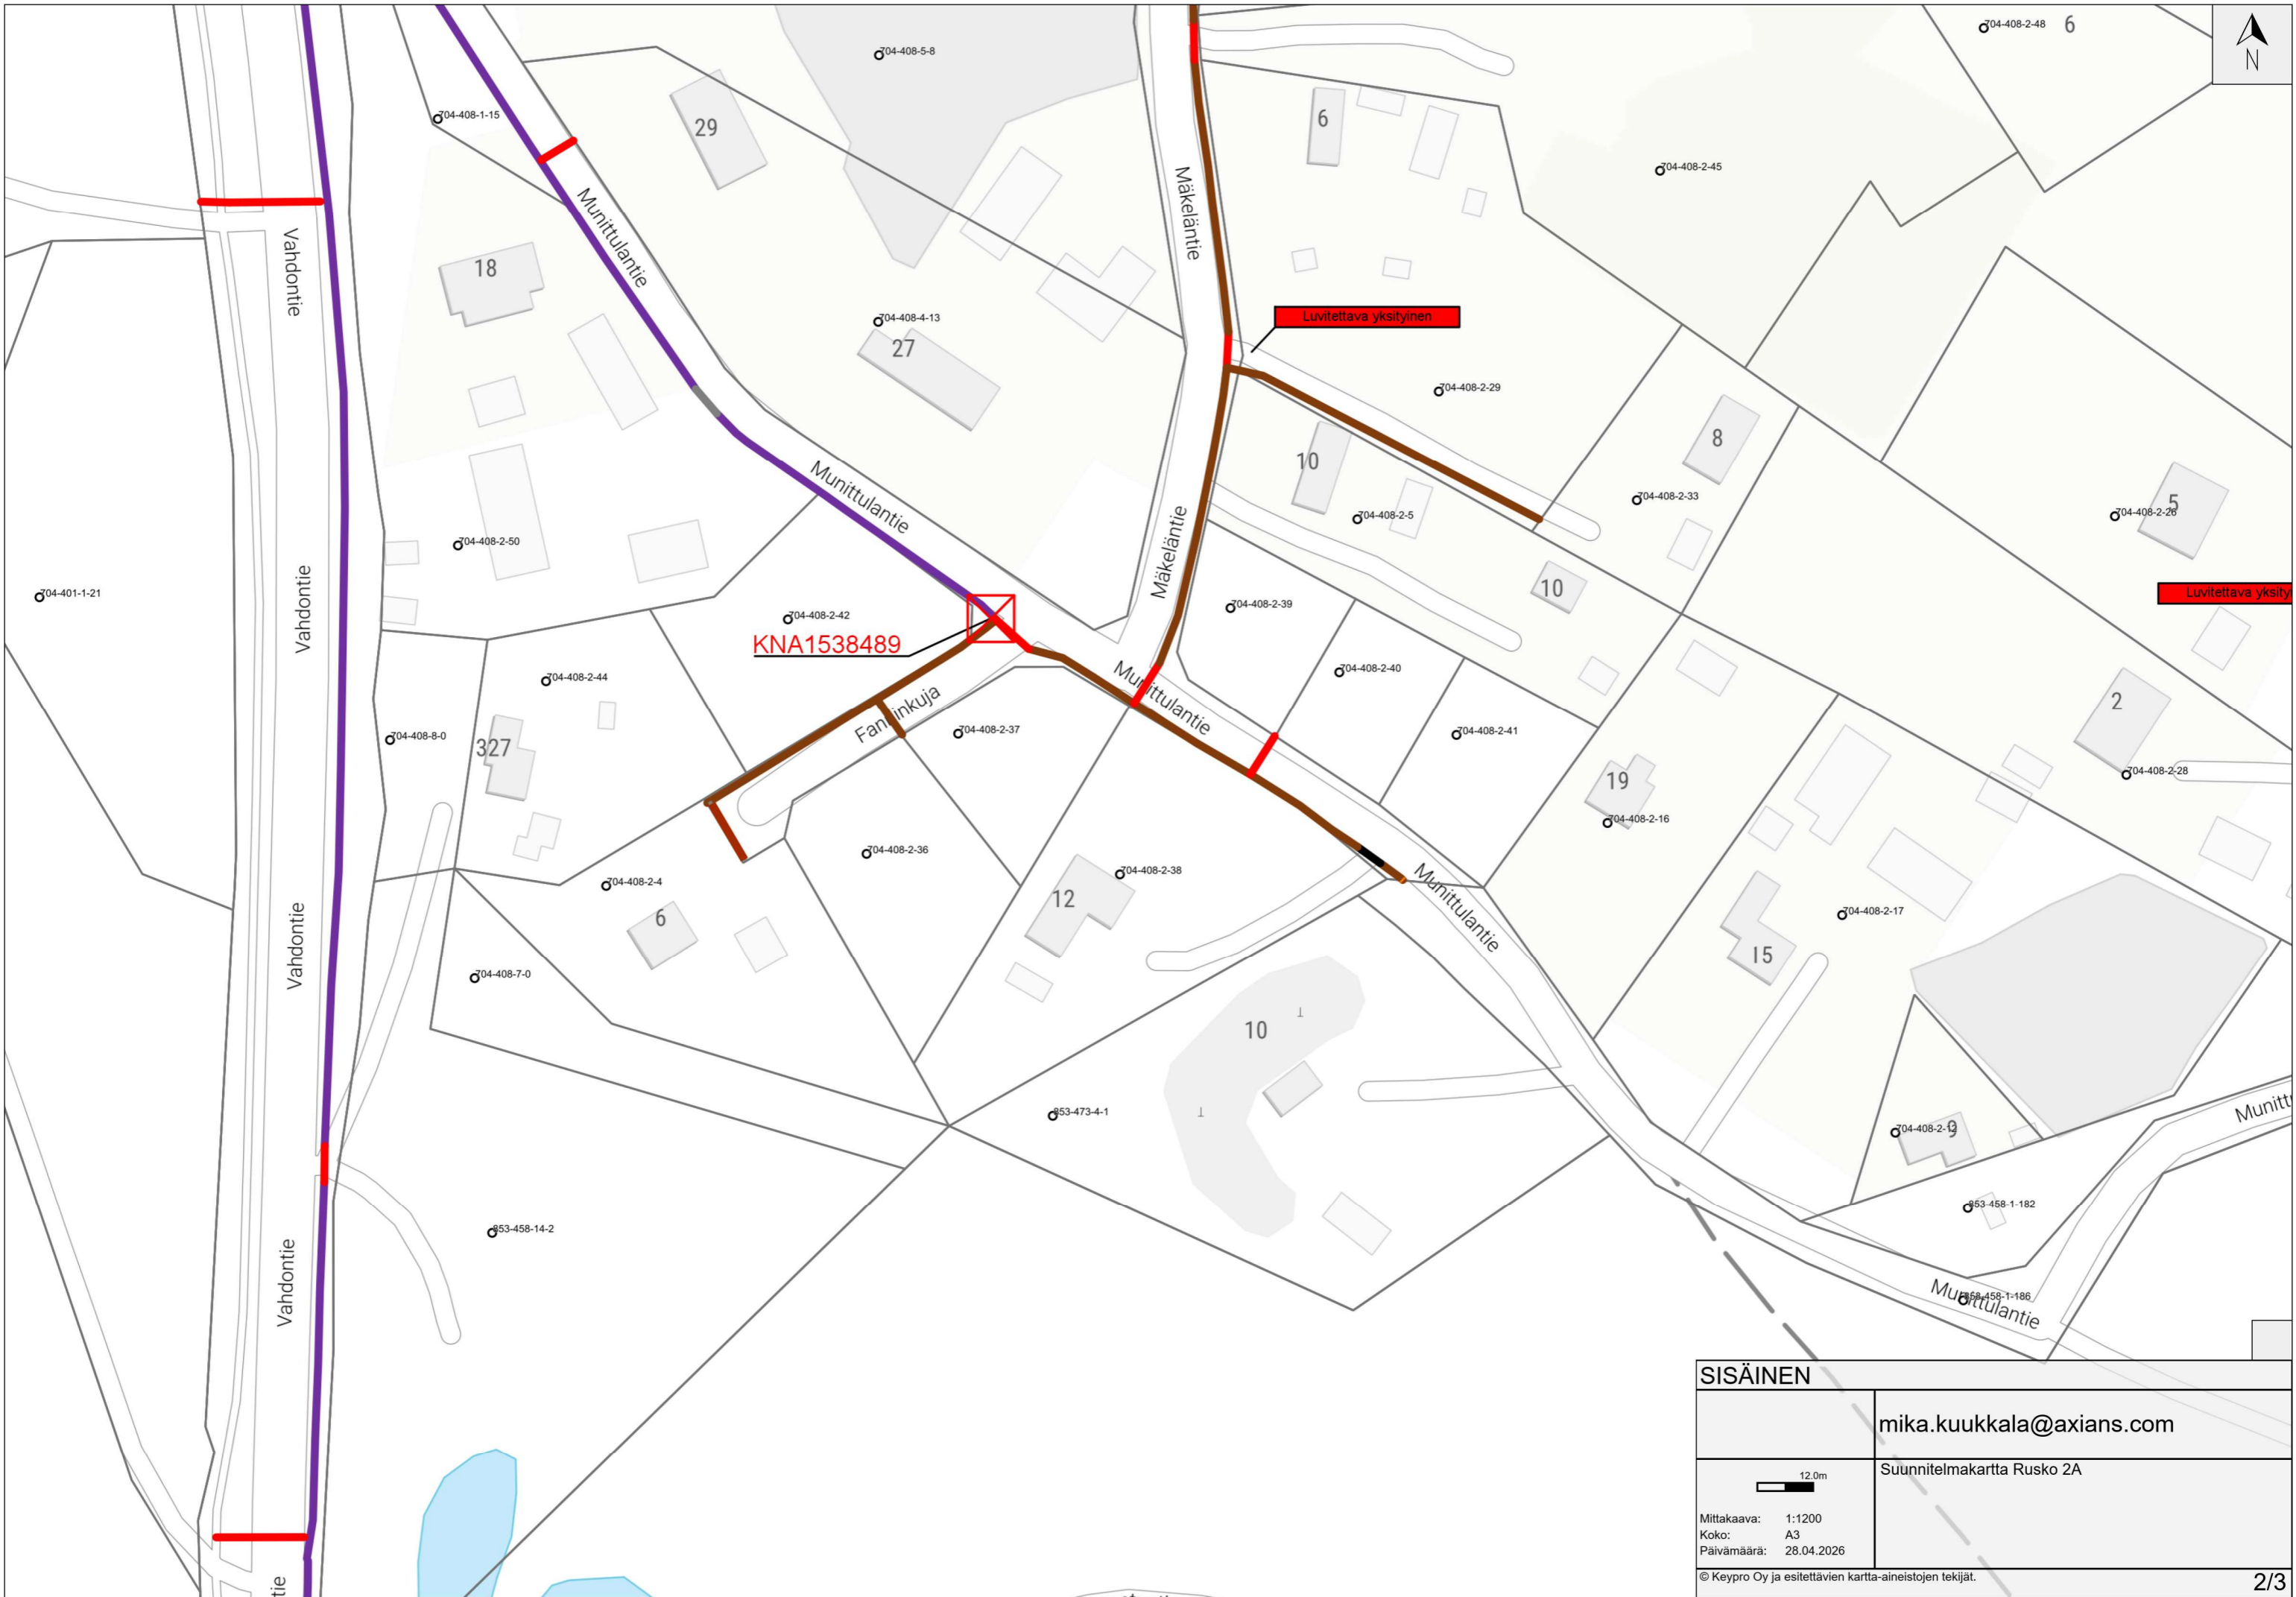 704-408-5-8
704-408-2-48
6
N
704-408-1-15
29
6
704-408-2-45
Munittulantie
Mäkeläntie
Vahdontie
18
704-408-4-13
27
Luvitettava yksityinen
704-408-2-29
8
10
704-408-2-33
704-408-2-5
5
704-408-2-26
Munittulantie
Mäkeläntie
704-408-2-50
704-401-1-21
Vahdontie
10
Luvitettava yksity
704-408-2-42
KNA1538489
704-408-2-39
704-408-2-40
704-408-2-44
Munittulantie
2
704-408-8-0
327
Fantinkuja
704-408-2-37
704-408-2-41
704-408-2-28
19
704-408-2-16
704-408-2-36
704-408-2-38
704-408-2-4
12
6
Munittulantie
704-408-2-17
15
Vahdontie
704-408-7-0
10
853-473-4-1
Munitt
704-408-2-12
9
853-458-1-182
853-458-14-2
Vahdontie
Munittulantie
853-458-1-186
tie
SISÄINEN
mika.kuukkala@axians.com
12.0m
Suunnitelmakartta Rusko 2A
Mittakaava: 1:1200
Koko: A3
Päivämäärä: 28.04.2026
© Keypro Oy ja esitettävien kartta-aineistojen tekijät.
2/3